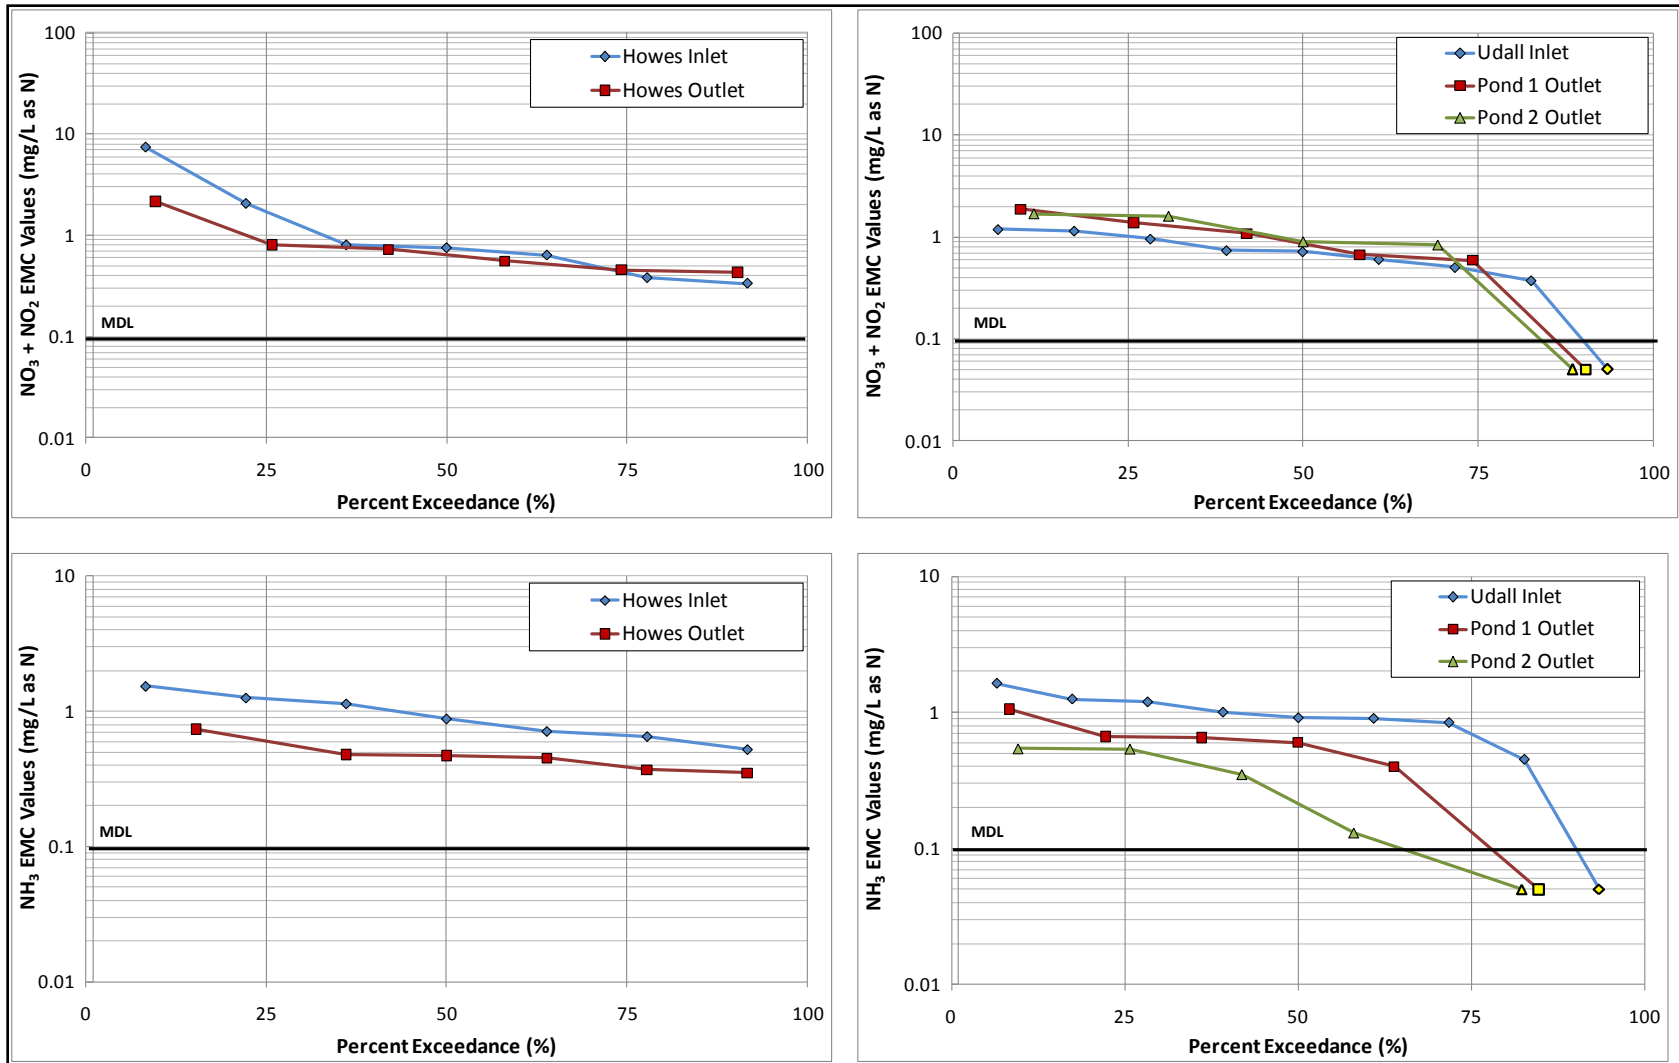 NO₃ + NO₂ EMC Values (mg/L as N)
100
10
1
0.1
0.01
Howes Inlet
Howes Outlet
MDL
0 25 50 75 100
Percent Exceedance (%)
NO₃ + NO₂ EMC Values (mg/L as N)
100
10
1
0.1
0.01
Udall Inlet
Pond 1 Outlet
Pond 2 Outlet
MDL
0 25 50 75 100
Percent Exceedance (%)
NH₃ EMC Values (mg/L as N)
10
1
0.1
0.01
Howes Inlet
Howes Outlet
MDL
0 25 50 75 100
Percent Exceedance (%)
NH₃ EMC Values (mg/L as N)
10
1
0.1
0.01
Udall Inlet
Pond 1 Outlet
Pond 2 Outlet
MDL
0 25 50 75 100
Percent Exceedance (%)